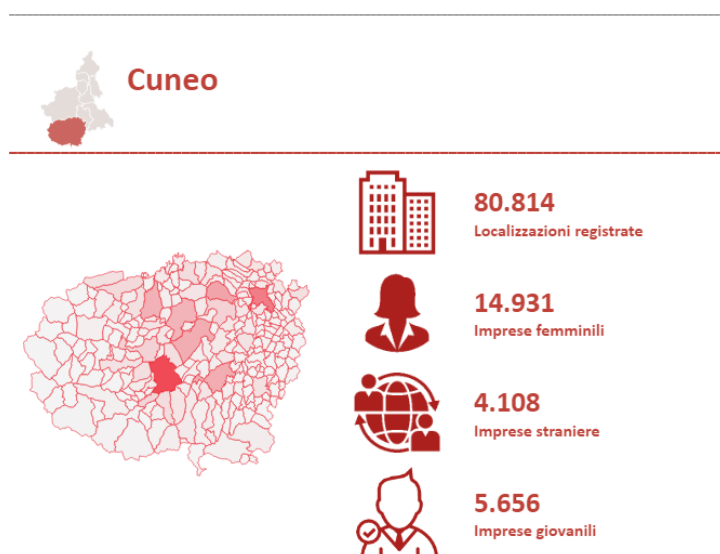 Cuneo
80.814
Localizzazioni registrate
14.931
Imprese femminili
4.108
Imprese straniere
5.656
Imprese giovanili